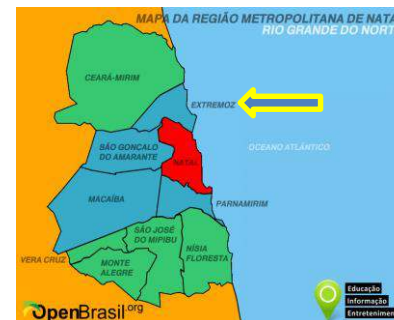 MAPA DA REGIÃO METROPOLITANA DE NATA
RIO GRANDE DO NORT
CEARÁ-MIRIM
EXTREMOZ
SÃO GONÇALO
DO AMARANTE
NATAL
OCEANO ATLÂNTICO
MACAÍBA
PARNAMIRIM
SÃO JOSÉ
DO MIPIBU
NÍSIA
FLORESTA
VERA CRUZ
MONTE
ALEGRE
OpenBrasil.org
Educação
Informação
Entretenimen